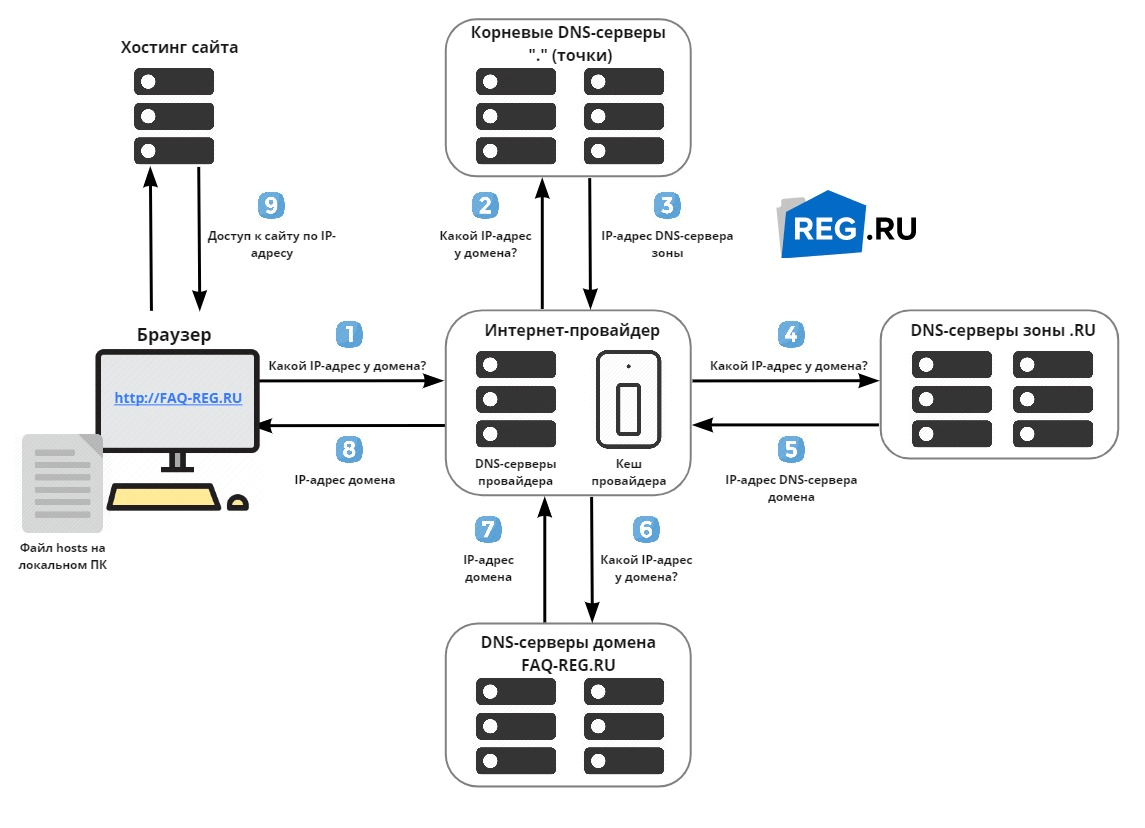 Хостинг сайта
Корневые DNS-серверы
"." (точки)
9
Доступ к сайту по IP-
адресу
2
Какой IP-адрес
у домена?
3
IP-адрес DNS-сервера
зоны
REG.RU
Браузер
http://FAQ-REG.RU
Файл hosts на
локальном ПК
1
Какой IP-адрес у домена?
8
IP-адрес домена
Интернет-провайдер
DNS-серверы
провайдера
Кеш
провайдера
4
Какой IP-адрес у домена?
5
IP-адрес DNS-сервера
домена
DNS-серверы зоны .RU
7
IP-адрес
домена
6
Какой IP-адрес
у домена?
DNS-серверы домена
FAQ-REG.RU